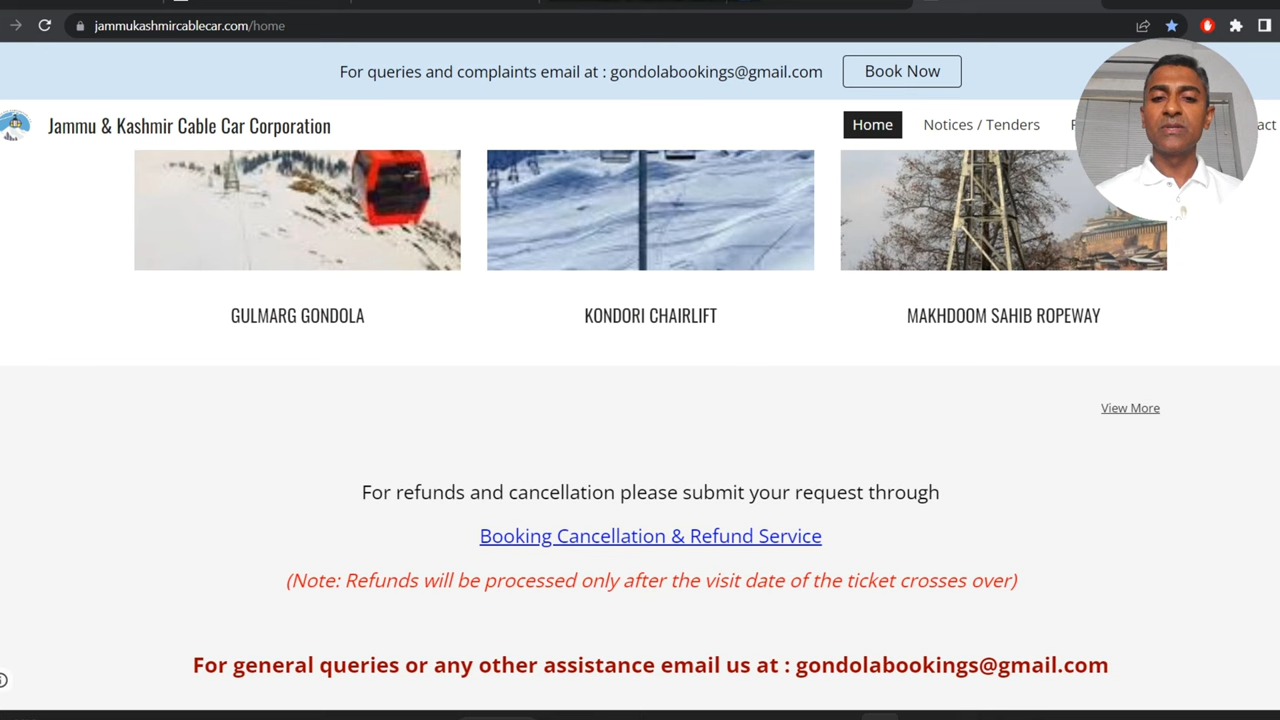 jammukashmircablecar.com/home
For queries and complaints email at : gondolabookings@gmail.com
Book Now
Jammu & Kashmir Cable Car Corporation
Home
Notices / Tenders
GULMARG GONDOLA
KONDORI CHAIRLIFT
MAKHDOOM SAHIB ROPEWAY
View More
For refunds and cancellation please submit your request through
Booking Cancellation & Refund Service
(Note: Refunds will be processed only after the visit date of the ticket crosses over)
For general queries or any other assistance email us at : gondolabookings@gmail.com